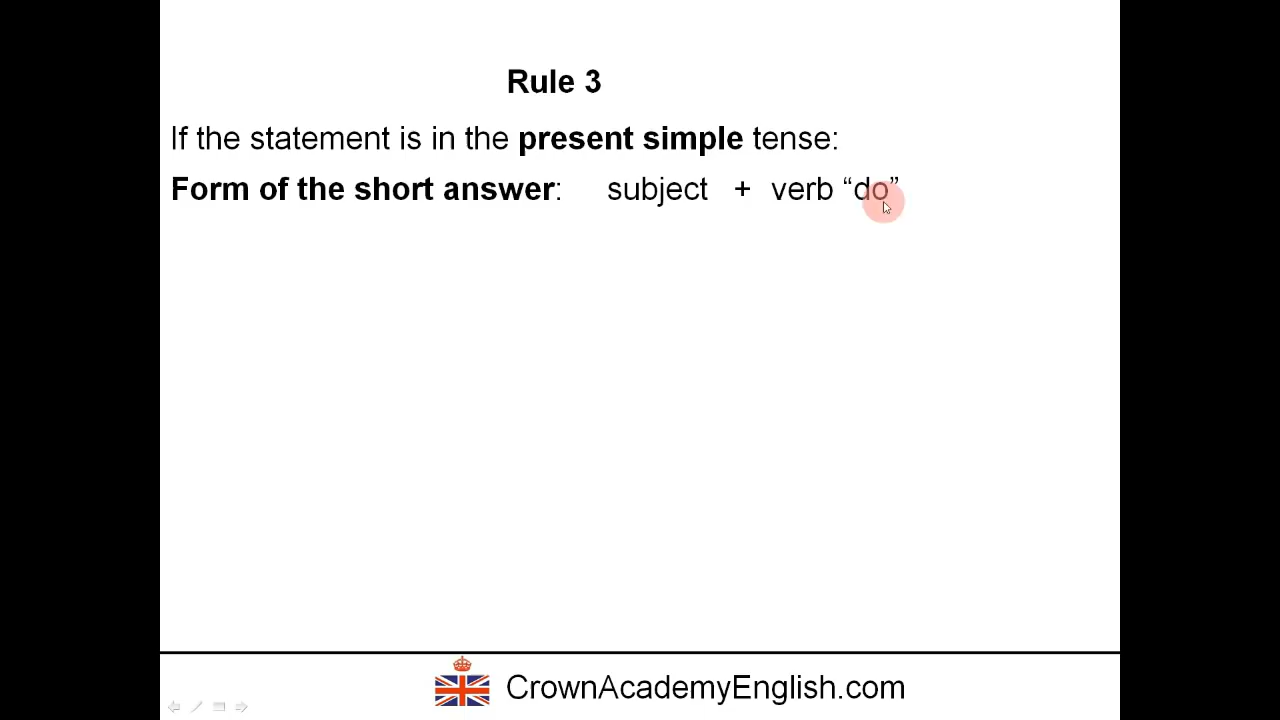 Rule 3
If the statement is in the present simple tense:
Form of the short answer: subject + verb “do”
CrownAcademyEnglish.com